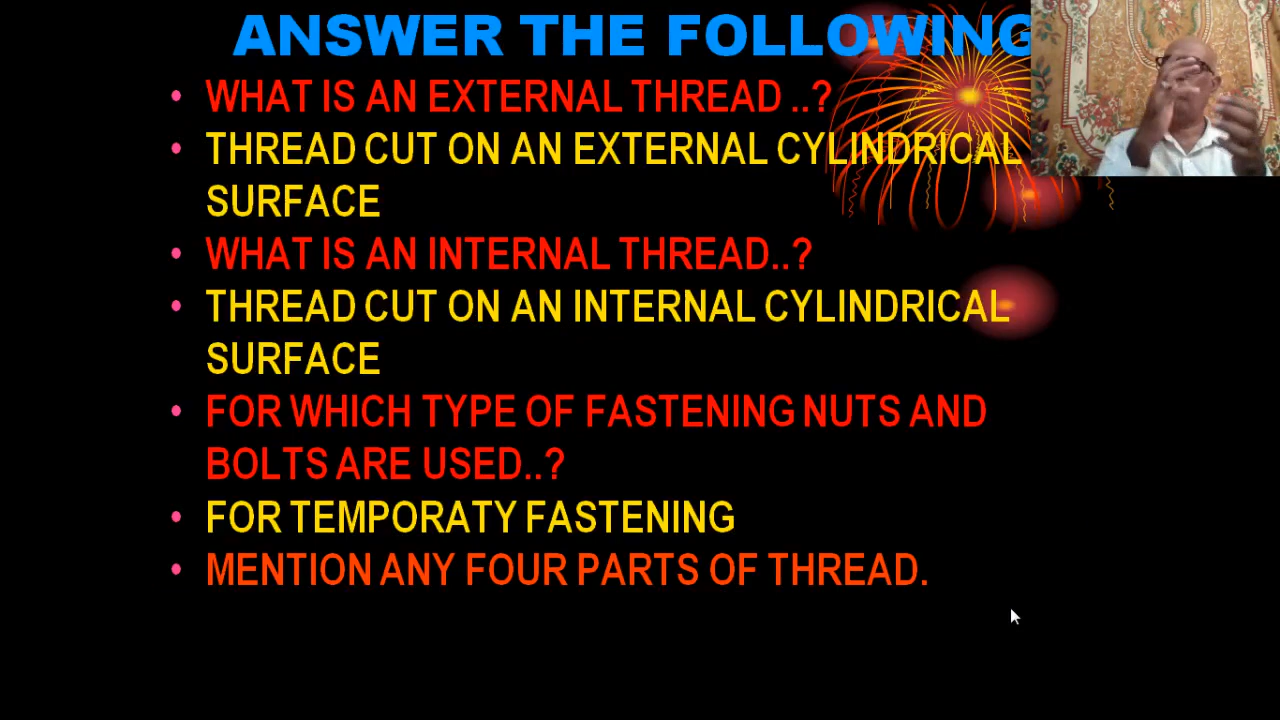 ANSWER THE FOLLOWING
• WHAT IS AN EXTERNAL THREAD ..?
• THREAD CUT ON AN EXTERNAL CYLINDRICAL
SURFACE
• WHAT IS AN INTERNAL THREAD..?
• THREAD CUT ON AN INTERNAL CYLINDRICAL
SURFACE
• FOR WHICH TYPE OF FASTENING NUTS AND
BOLTS ARE USED..?
• FOR TEMPORATY FASTENING
• MENTION ANY FOUR PARTS OF THREAD.